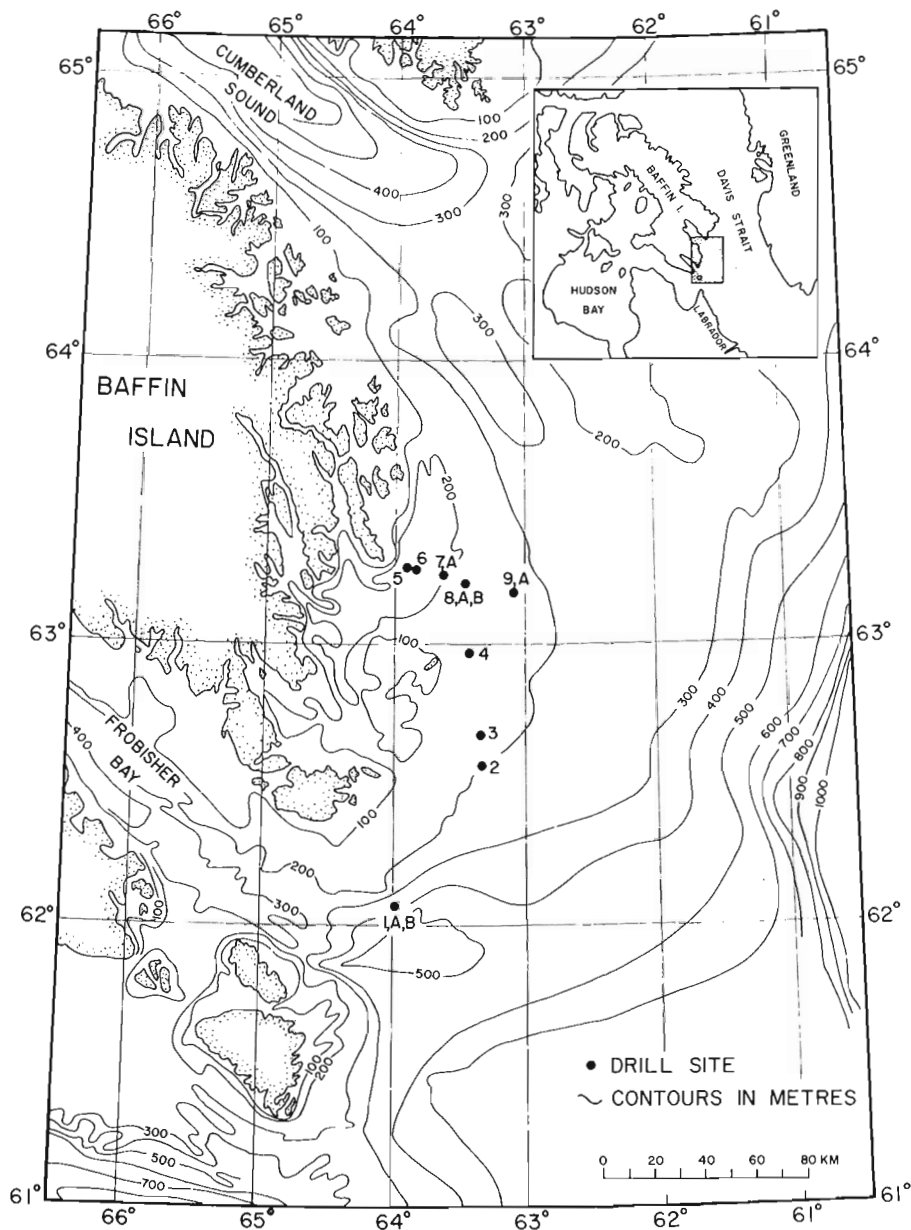 66° 65° 64° 63° 62° 61°
65° 65°
CUMBERLAND
SOUND
100
200
400
300
100
300
300
200
GREENLAND
BAFFIN I.
DAVIS STRAIT
HUDSON
BAY
LABRADOR
64° 64°
BAFFIN
ISLAND
200
5 6 7A 8,A,B 9,A
63° 63°
100
4
3
2
FROBISHER
BAY
400
100
200
300
100
300
400
500
600
700
800
900
1000
62° 62°
1,A,B
500
100
200
300
500
700
● DRILL SITE
~ CONTOURS IN METRES
0 20 40 60 80 KM
61° 61°
66° 65° 64° 63° 62° 61°